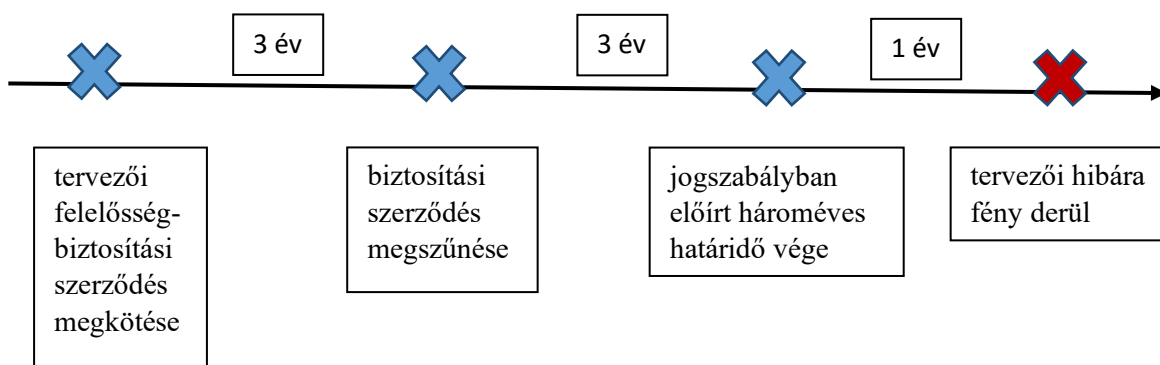 3 év
3 év
1 év
tervezői
felelősség-
biztosítási
szerződés
megkötése
biztosítási
szerződés
megszűnése
jogszabályban
előírt hároméves
határidő vége
tervezői hibára
fény derül